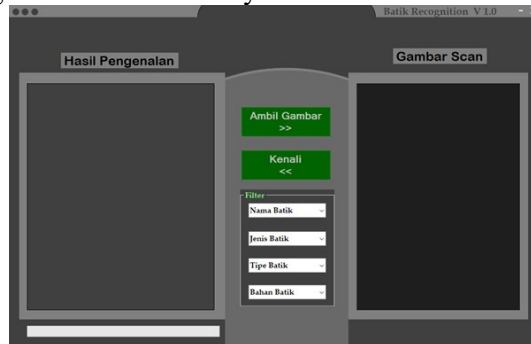 Batik Recognition V 1.0
Hasil Pengenalan
Gambar Scan
Ambil Gambar
>>
Kenali
<<
Filter
Nama Batik
Jenis Batik
Tipe Batik
Bahan Batik